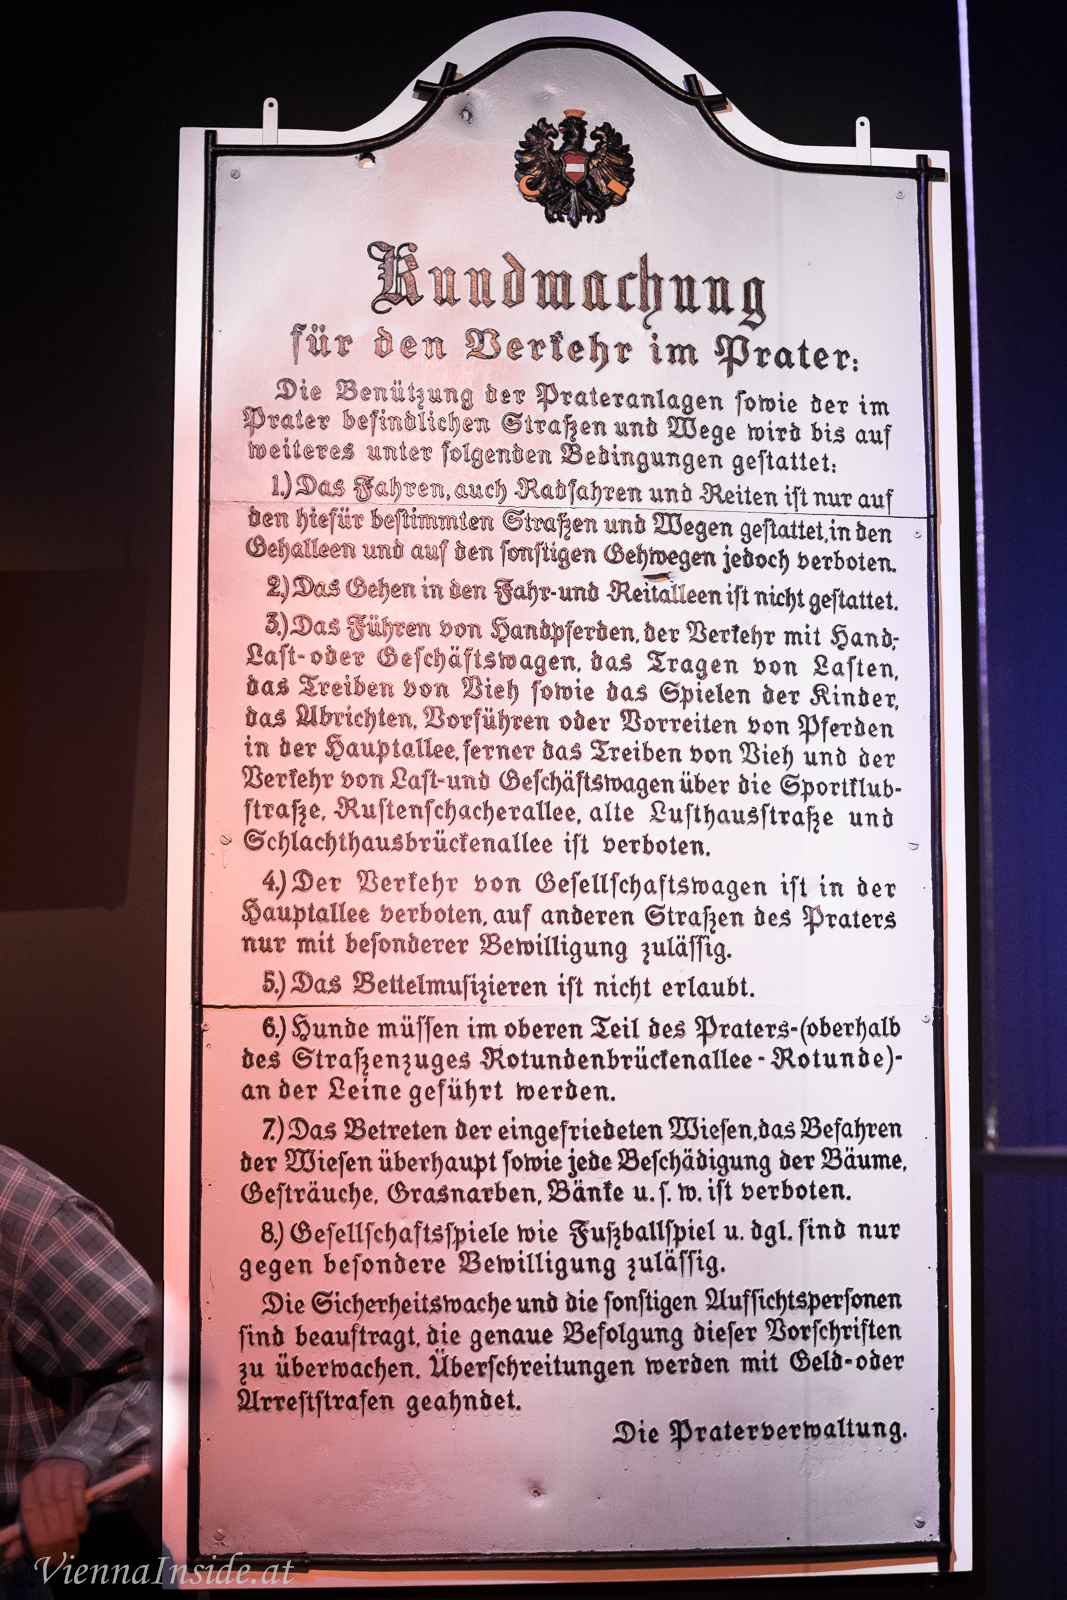 Kundmachung
für den Verkehr im Prater:
Die Benützung der Prateranlagen sowie der im
Prater befindlichen Straßen und Wege wird bis auf
weiteres unter folgenden Bedingungen gestattet:
1.) Das Fahren, auch Radfahren und Reiten ist nur auf
den hiefür bestimmten Straßen und Wegen gestattet, in den
Gehalleen und auf den sonstigen Gehwegen jedoch verboten.
2.) Das Gehen in den Fahr- und Reitalleen ist nicht gestattet.
3.) Das Führen von Handpferden, der Verkehr mit Hand-
Last- oder Geschäftswagen, das Tragen von Lasten,
das Treiben von Vieh sowie das Spielen der Kinder,
das Abrichten, Vorführen oder Vorreiten von Pferden
in der Hauptallee, ferner das Treiben von Vieh und der
Verkehr von Last- und Geschäftswagen über die Sportklub-
straße, Rustenschacherallee, alte Lusthausstraße und
Schlachthausbrückenallee ist verboten.
4.) Der Verkehr von Gesellschaftswagen ist in der
Hauptallee verboten, auf anderen Straßen des Praters
nur mit besonderer Bewilligung zulässig.
5.) Das Bettelmusizieren ist nicht erlaubt.
6.) Hunde müssen im oberen Teil des Praters-(oberhalb
des Straßenzuges Rotundenbrückenallee - Rotunde)-
an der Leine geführt werden.
7.) Das Betreten der eingefriedeten Wiesen, das Befahren
der Wiesen überhaupt sowie jede Beschädigung der Bäume,
Gesträuche, Grasnarben, Bänke u. s. w. ist verboten.
8.) Gesellschaftsspiele wie Fußballspiel u. dgl. sind nur
gegen besondere Bewilligung zulässig.
Die Sicherheitswache und die sonstigen Aufsichtspersonen
sind beauftragt, die genaue Befolgung dieser Vorschriften
zu überwachen. Überschreitungen werden mit Geld- oder
Arreststrafen geahndet.
Die Praterverwaltung.
ViennaInside.at